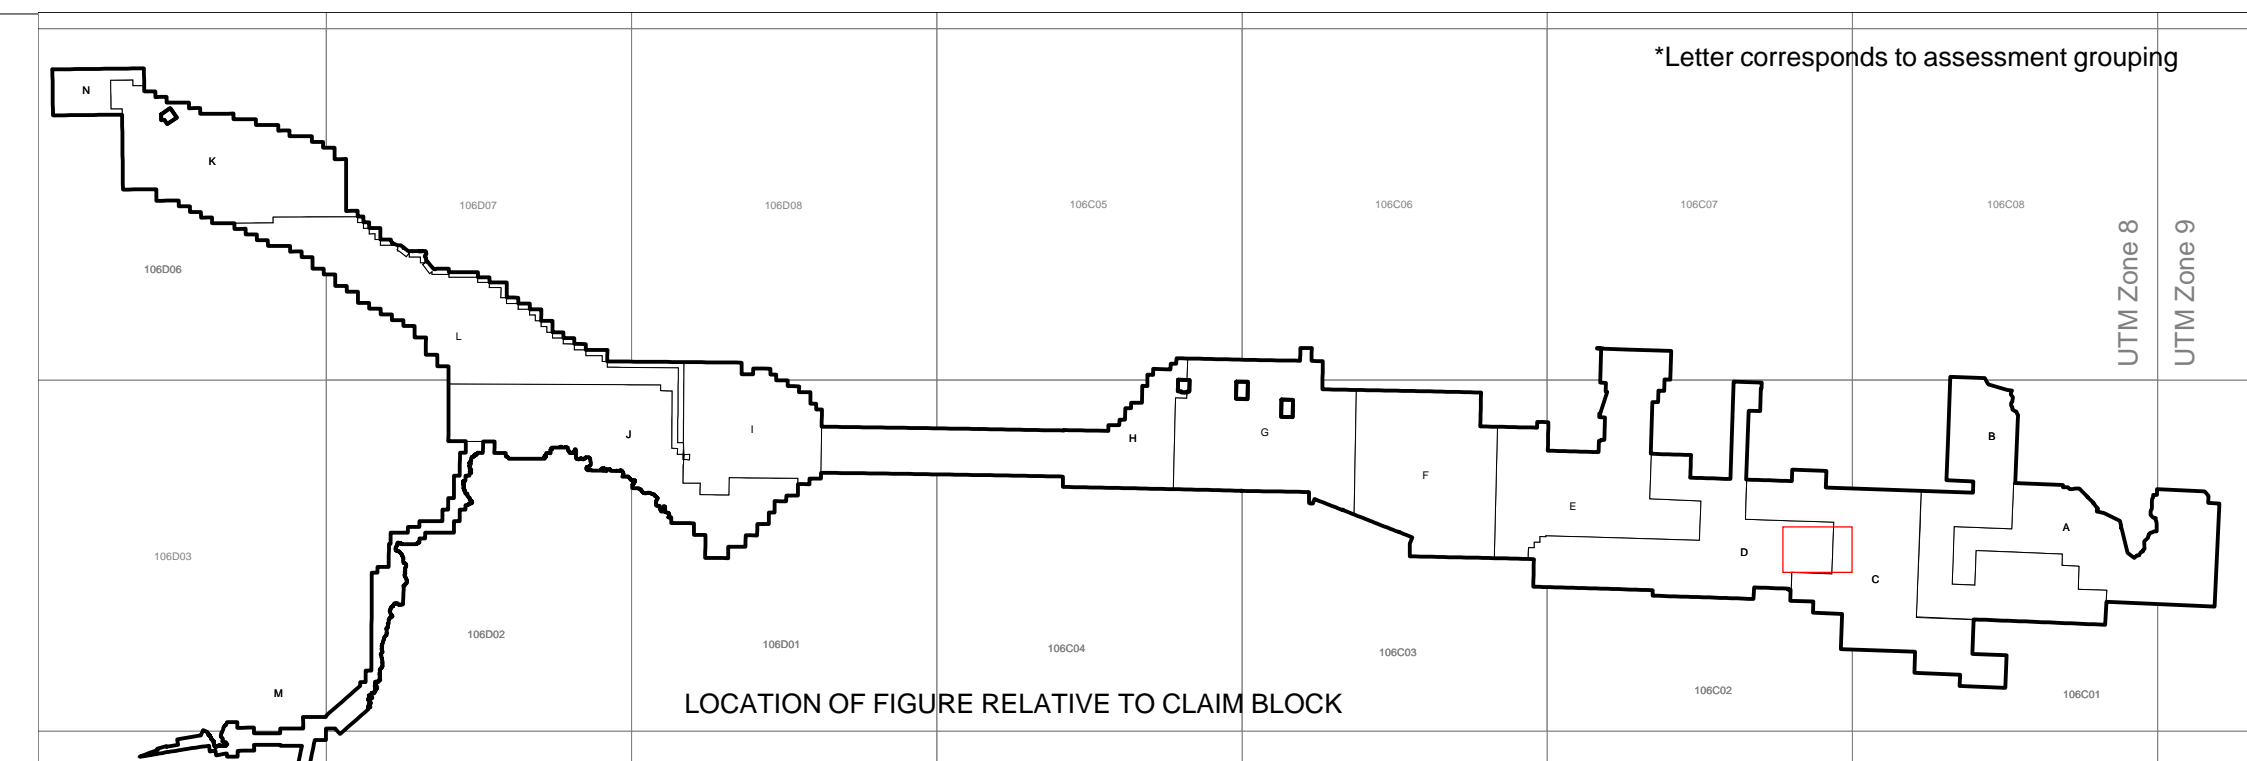 *Letter corresponds to assessment grouping
N
K
106D07
106D08
106C05
106C06
106C07
106C08
UTM Zone 8
UTM Zone 9
106D06
L
J
I
H
G
F
E
D
C
B
A
106D03
106D02
106D01
106C04
106C03
106C02
106C01
M
LOCATION OF FIGURE RELATIVE TO CLAIM BLOCK